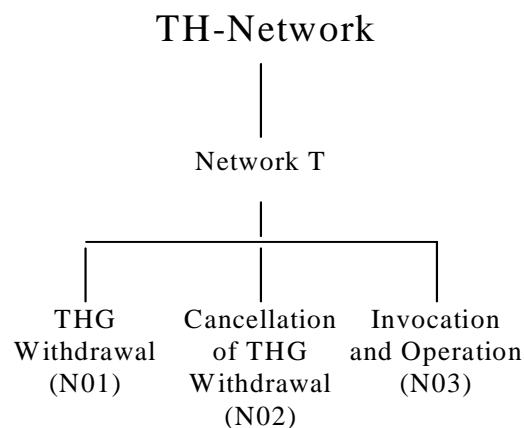 TH-Network
Network T
THG
Withdrawal
(N01)
Cancellation
of THG
Withdrawal
(N02)
Invocation
and Operation
(N03)